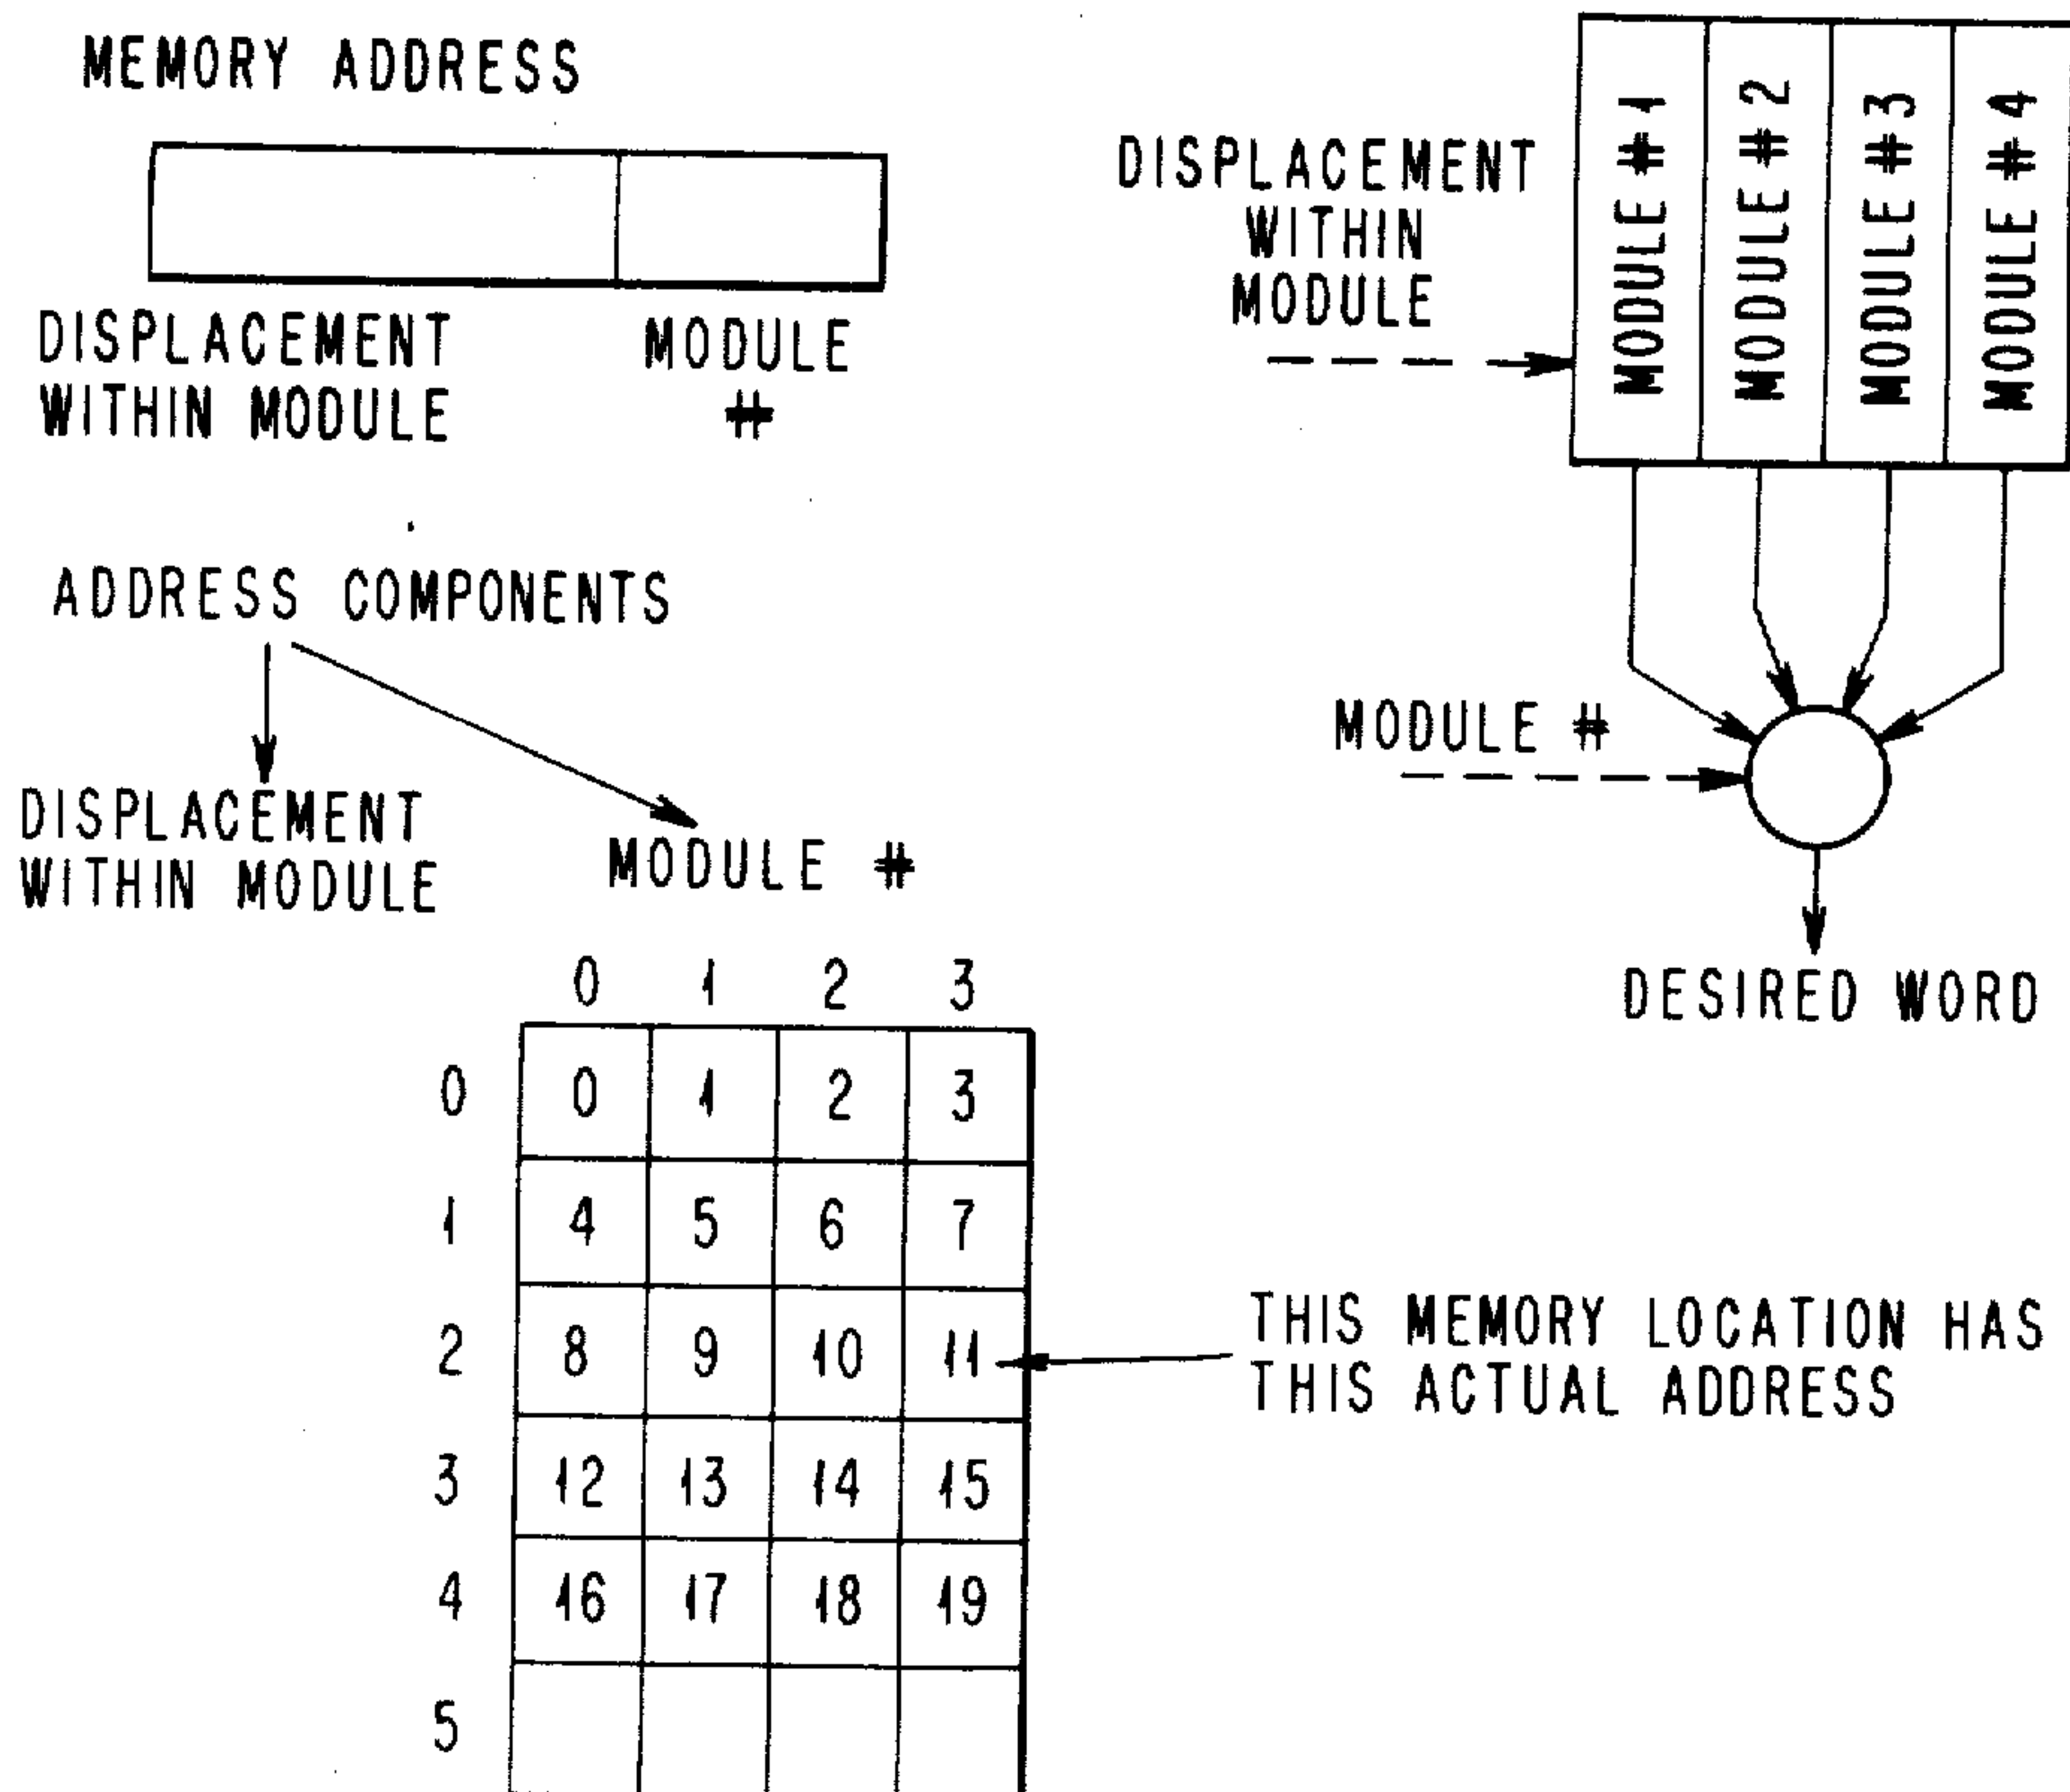 MEMORY ADDRESS
DISPLACEMENT
WITHIN MODULE
MODULE
#
ADDRESS COMPONENTS
DISPLACEMENT
WITHIN MODULE
MODULE #
0 1 2 3
0 0 1 2 3
1 4 5 6 7
2 8 9 10 11
3 12 13 14 15
4 16 17 18 19
5
DISPLACEMENT
WITHIN
MODULE
MODULE #1
MODULE #2
MODULE #3
MODULE #4
MODULE #
DESIRED WORD
THIS MEMORY LOCATION HAS
THIS ACTUAL ADDRESS